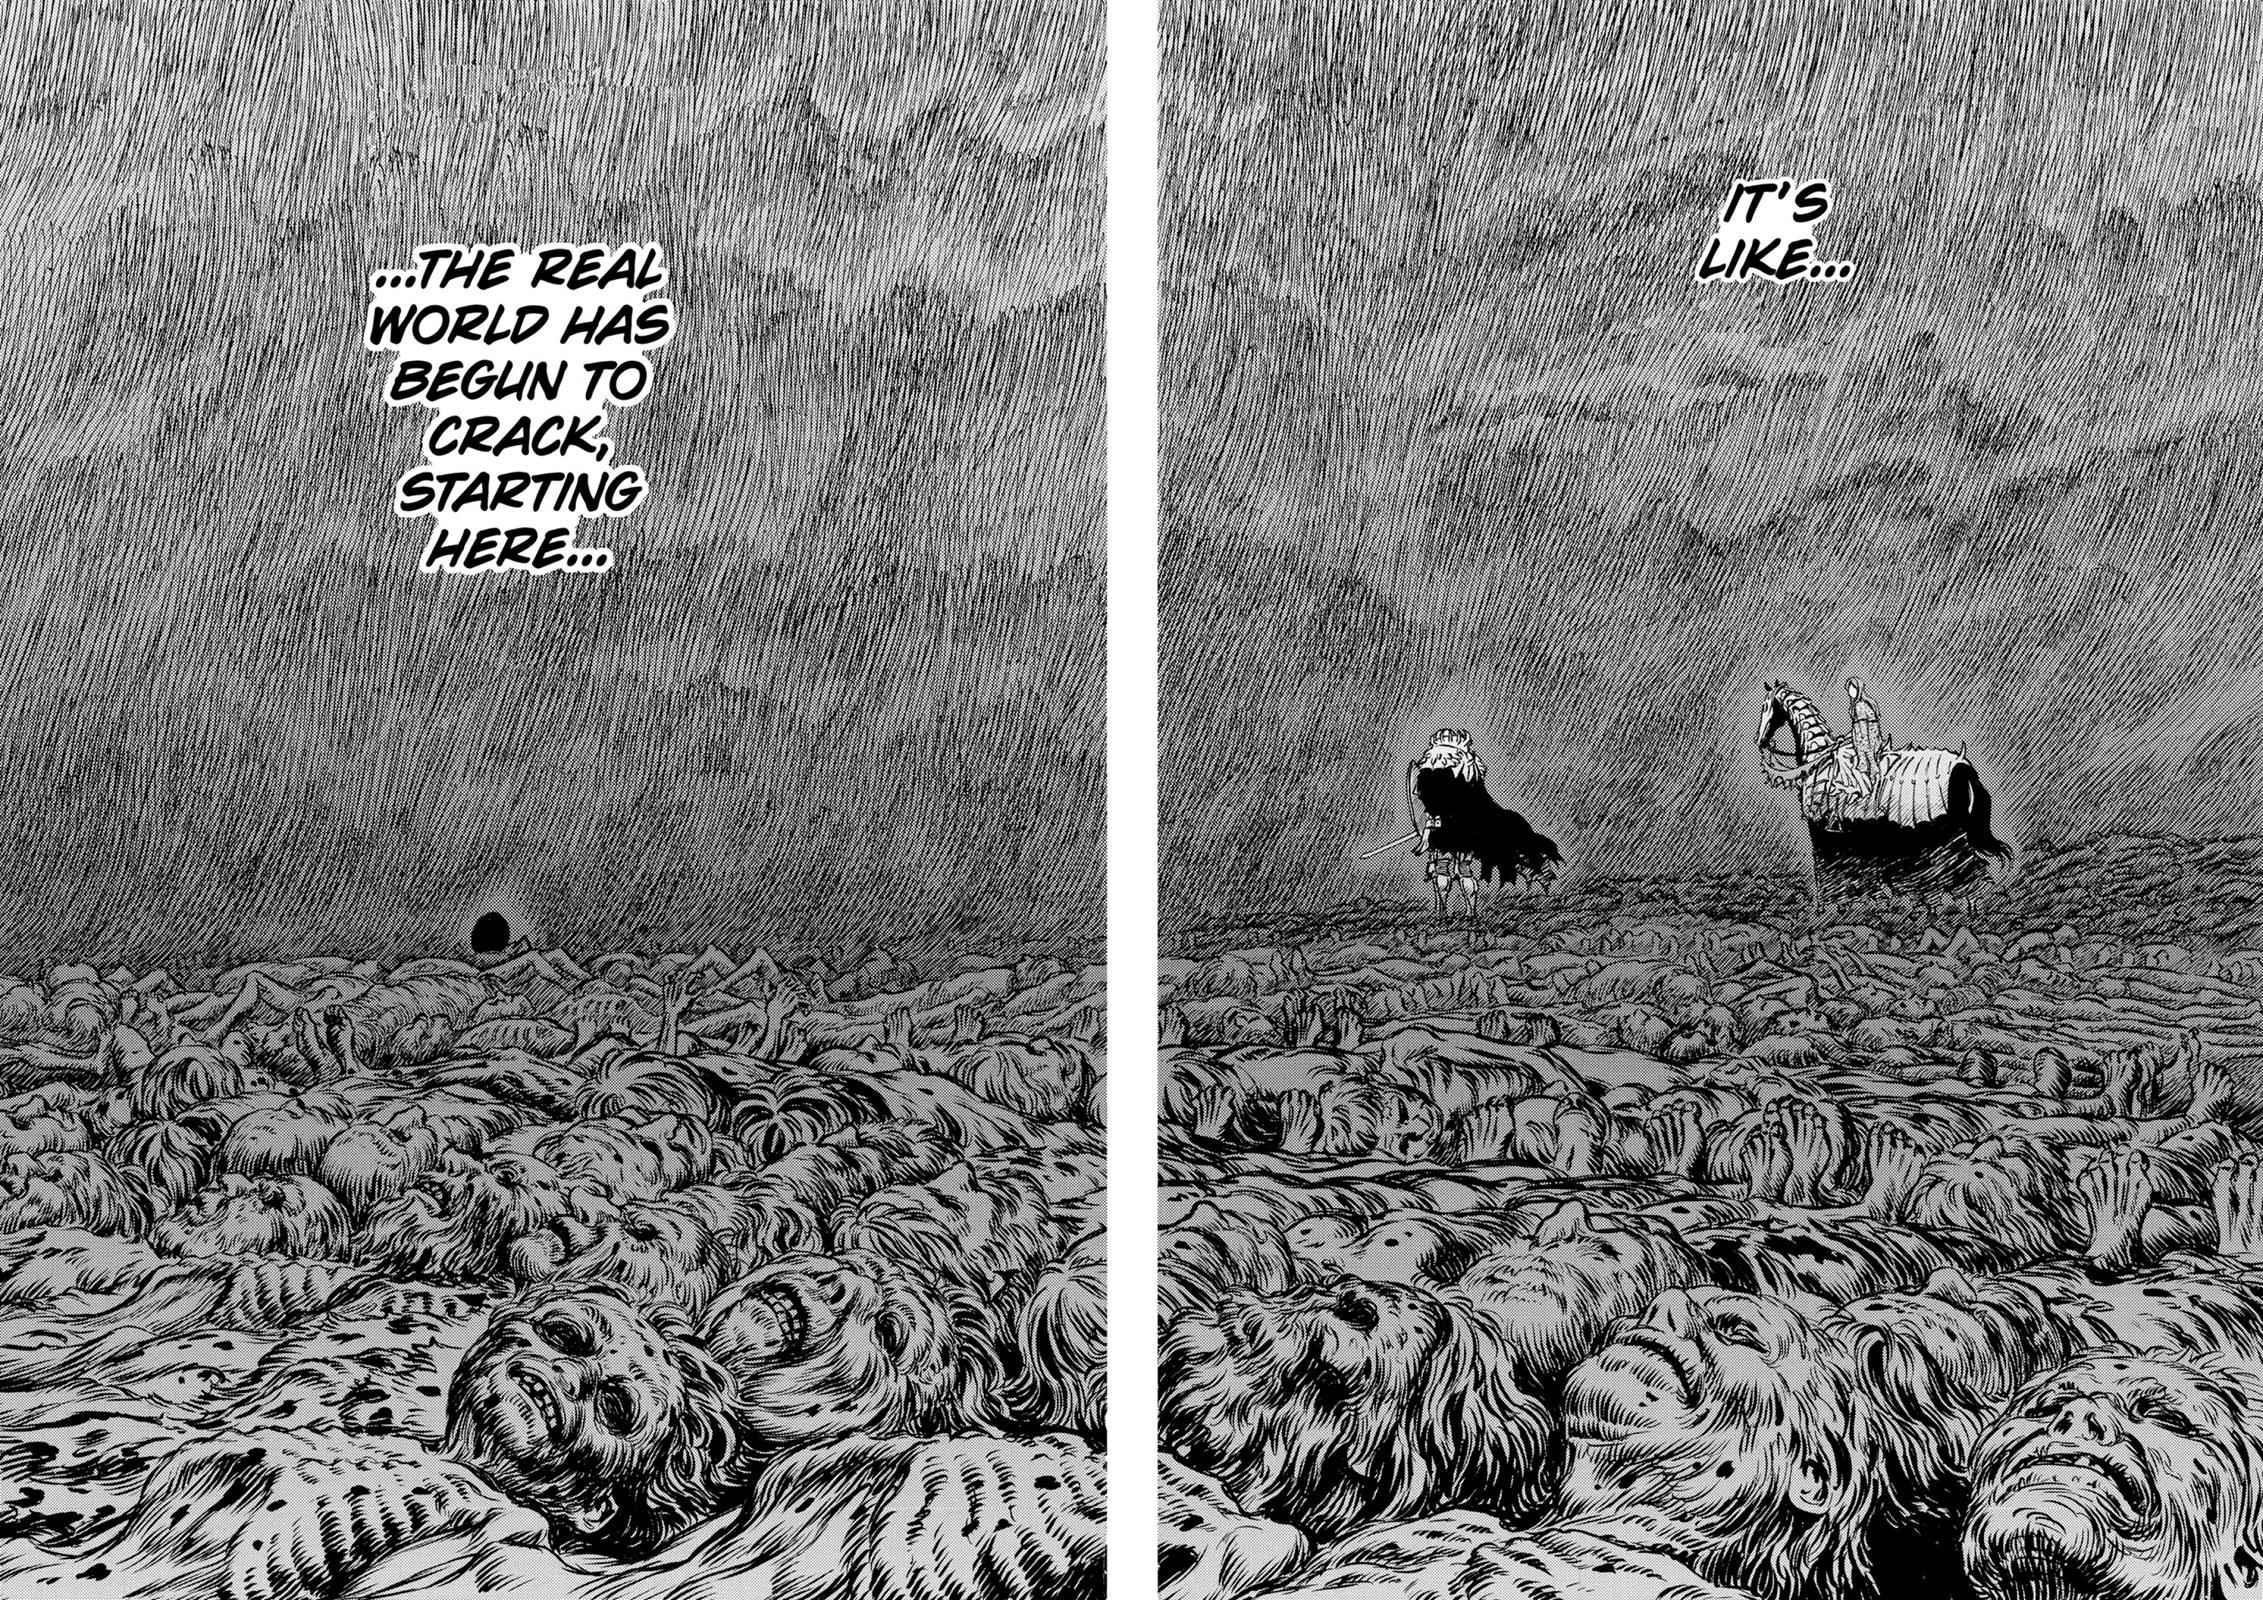 IT'S
LIKE...
...THE REAL
WORLD HAS
BEGUN TO
CRACK,
STARTING
HERE...